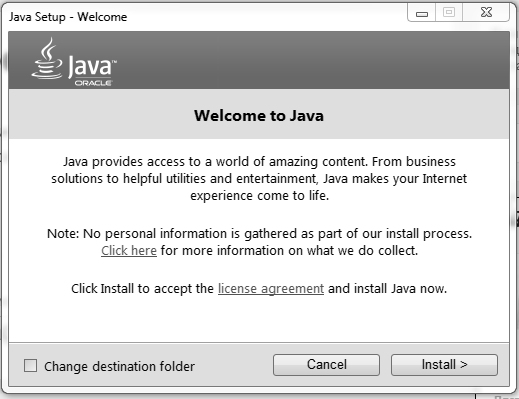 Java Setup - Welcome
Java™
ORACLE
Welcome to Java
Java provides access to a world of amazing content. From business
solutions to helpful utilities and entertainment, Java makes your Internet
experience come to life.
Note: No personal information is gathered as part of our install process.
Click here for more information on what we do collect.
Click Install to accept the license agreement and install Java now.
Change destination folder
Cancel
Install >